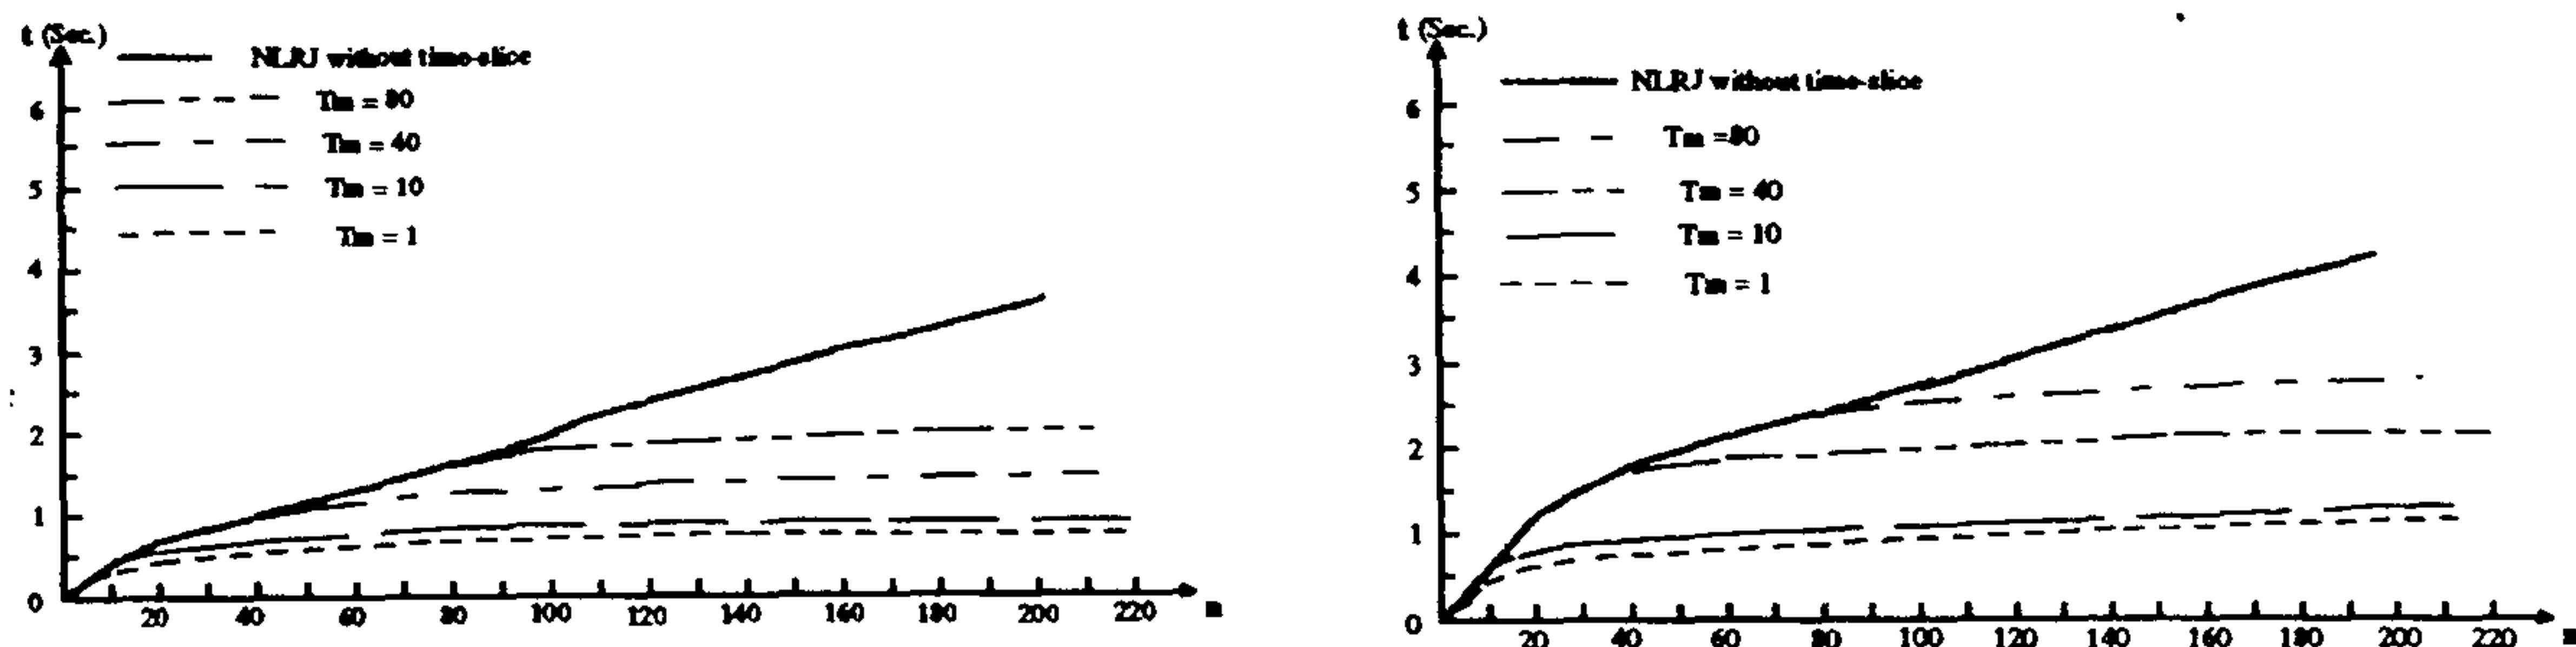 t (Sec.)
NLRJ without time-slice
Tm = 80
Tm = 40
Tm = 10
Tm = 1
6
5
4
3
2
1
0
20 40 60 80 100 120 140 160 180 200 220 n
t (Sec.)
NLRJ without time-slice
Tm =80
Tm = 40
Tm = 10
Tm = 1
6
5
4
3
2
1
0
20 40 60 80 100 120 140 160 180 200 220 n